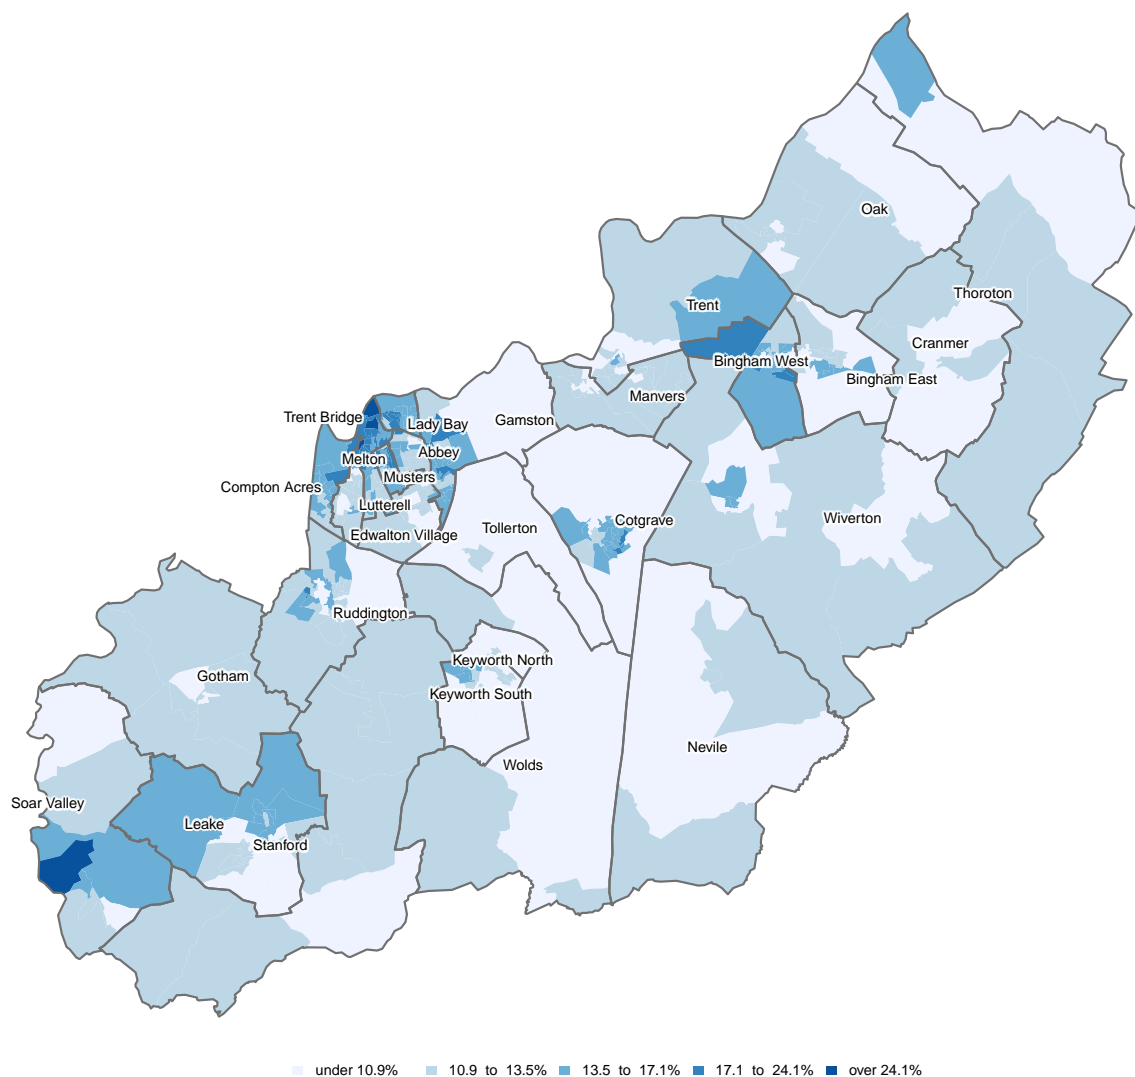 Oak
Thoroton
Trent
Cranmer
Bingham West
Bingham East
Manvers
Trent Bridge
Lady Bay
Gamston
Abbey
Melton
Musters
Compton Acres
Lutterell
Cotgrave
Wiverton
Tollerton
Edwalton Village
Ruddington
Keyworth North
Gotham
Keyworth South
Nevile
Wolds
Soar Valley
Leake
Stanford
under 10.9% 10.9 to 13.5% 13.5 to 17.1% 17.1 to 24.1% over 24.1%